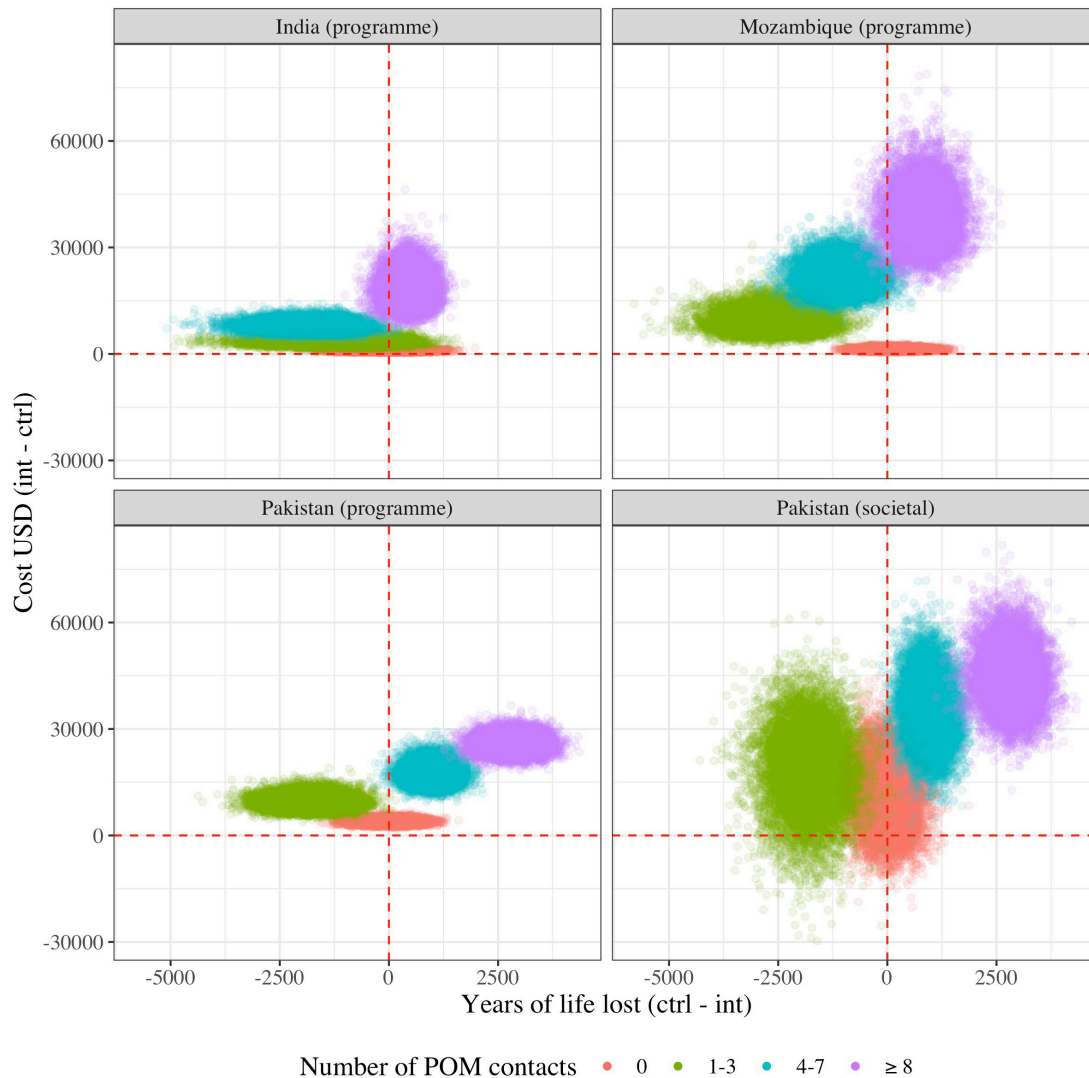 India (programme)
Mozambique (programme)
60000
30000
0
-30000
Pakistan (programme)
Pakistan (societal)
60000
30000
0
-30000
Cost USD (int - ctrl)
-5000 -2500 0 2500
-5000 -2500 0 2500
Years of life lost (ctrl - int)
Number of POM contacts 0 1-3 4-7 ≥ 8